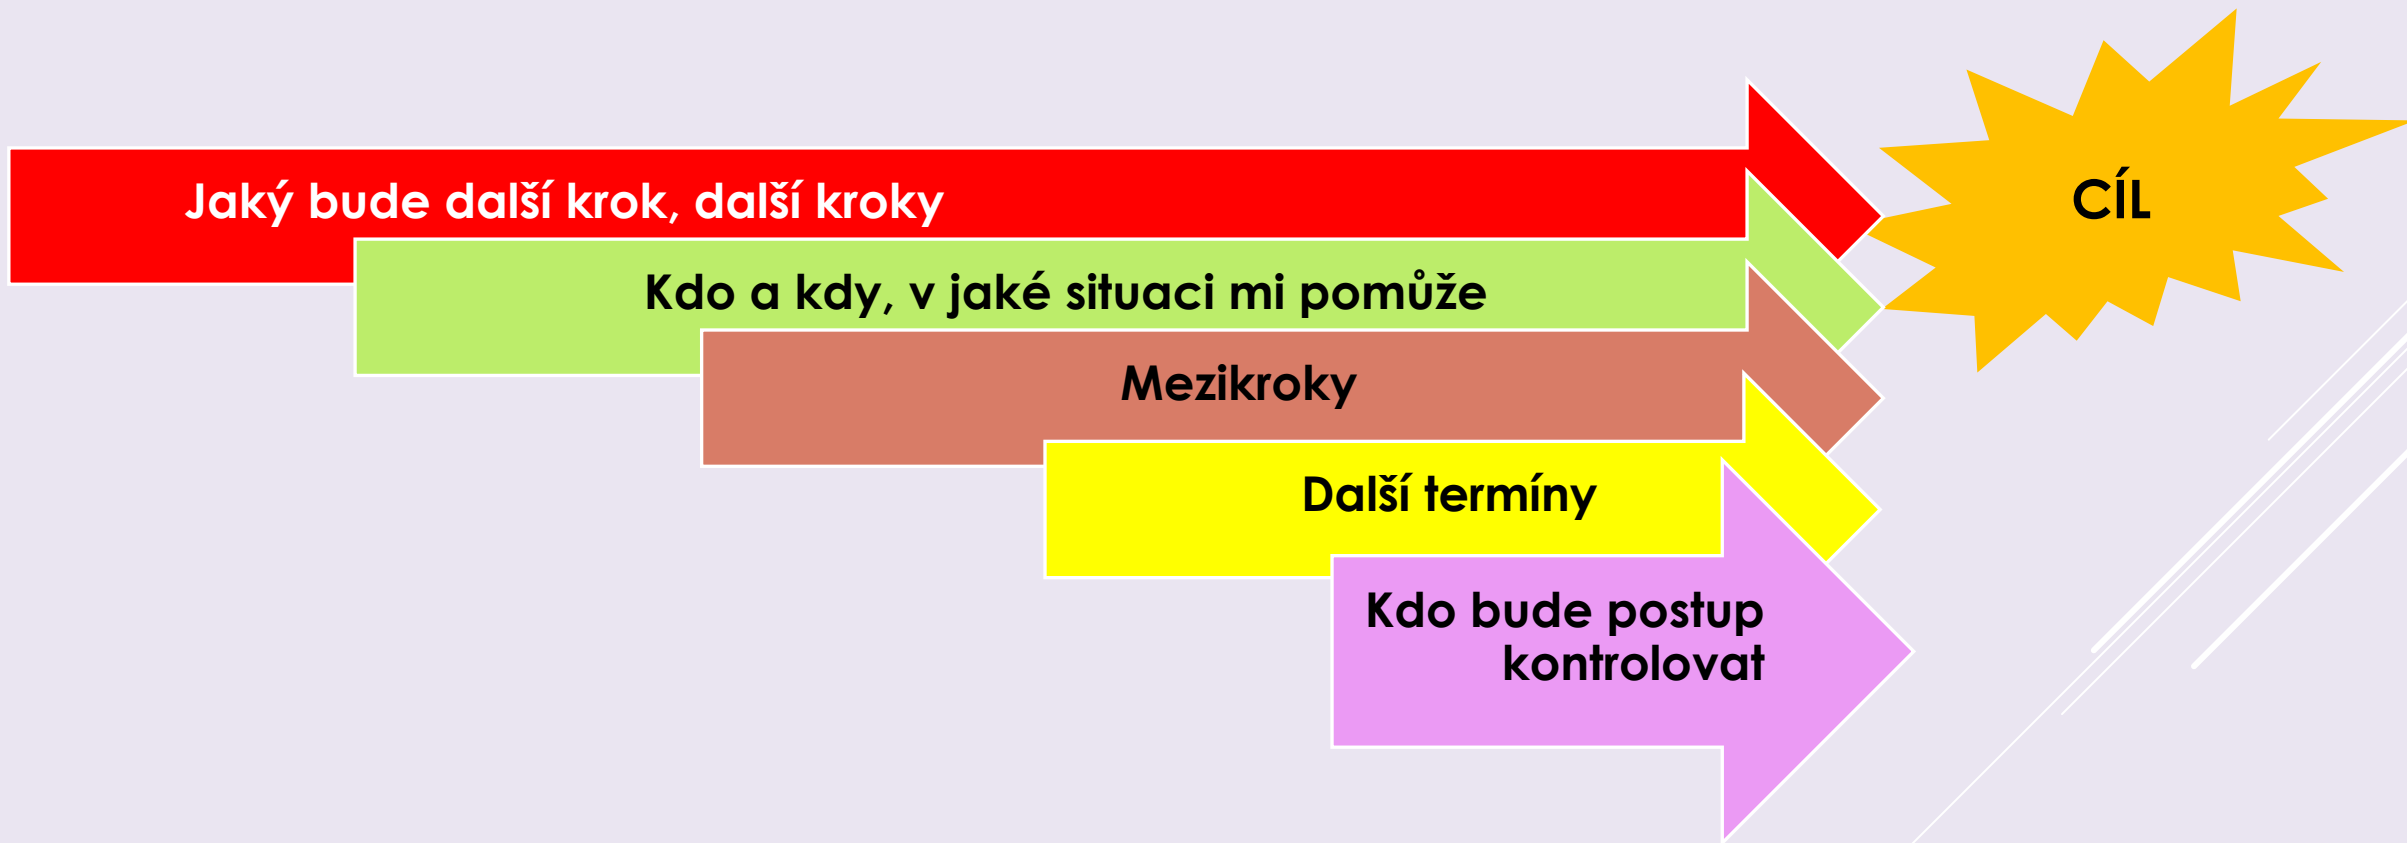 Jaký bude další krok, další kroky
CÍL
Kdo a kdy, v jaké situaci mi pomůže
Mezikroky
Další termíny
Kdo bude postup
kontrolovat